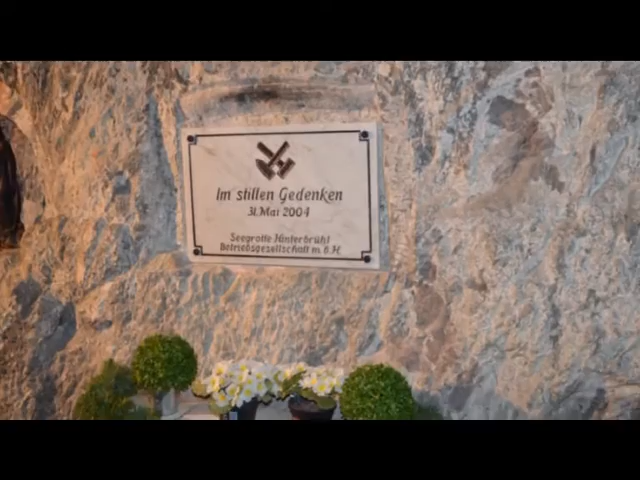 Im stillen Gedenken
31.Mai 2004
Seegrotte Hinterbrühl
Betriebsgesellschaft m. b. H.